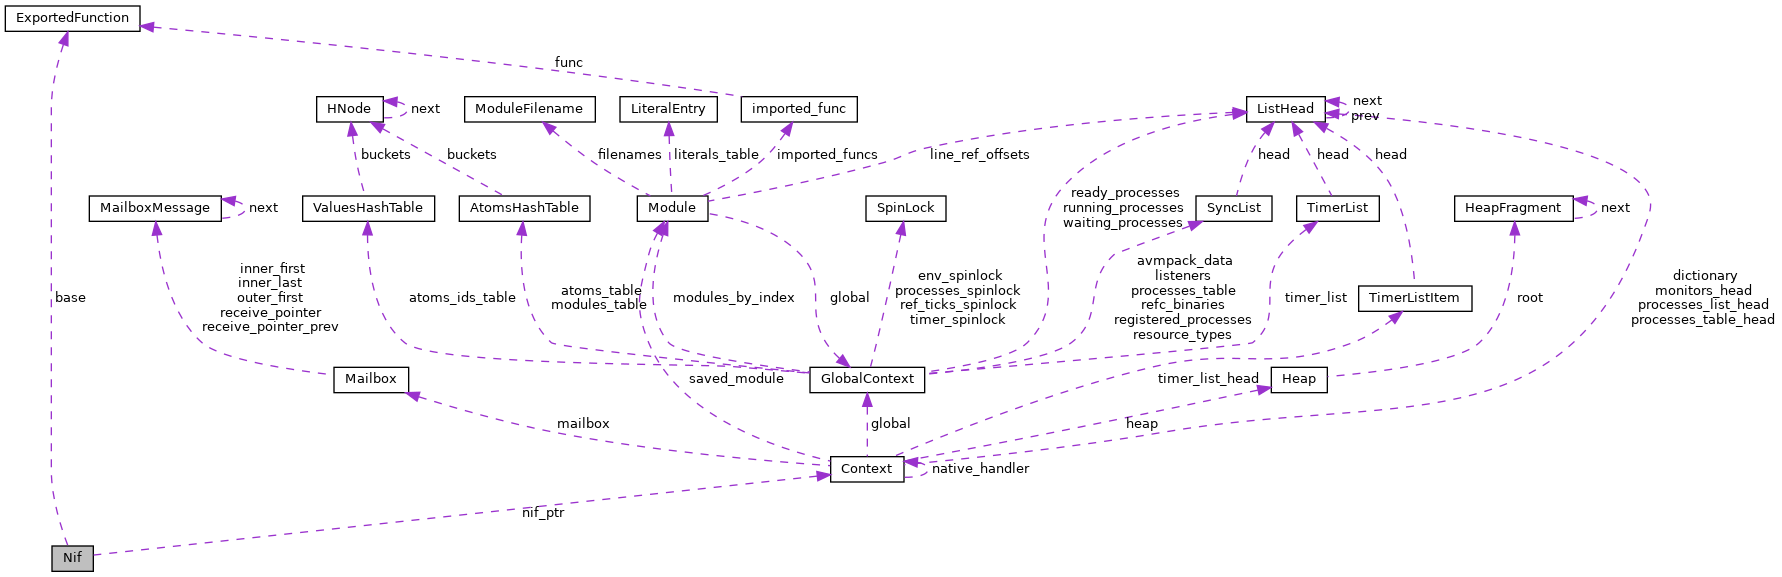 ExportedFunction
func
HNode
next
ModuleFilename
LiteralEntry
imported_func
ListHead
next
prev
buckets
buckets
filenames
literals_table
imported_funcs
line_ref_offsets
head
head
head
MailboxMessage
next
ValuesHashTable
AtomsHashTable
Module
SpinLock
ready_processes
running_processes
waiting_processes
SyncList
TimerList
HeapFragment
next
inner_first
inner_last
outer_first
receive_pointer
receive_pointer_prev
base
atoms_ids_table
atoms_table
modules_table
modules_by_index
global
env_spinlock
processes_spinlock
ref_ticks_spinlock
timer_spinlock
avmpack_data
listeners
processes_table
refc_binaries
registered_processes
resource_types
timer_list
TimerListItem
root
dictionary
monitors_head
processes_list_head
processes_table_head
Mailbox
saved_module
GlobalContext
timer_list_head
Heap
mailbox
global
heap
Context
native_handler
nif_ptr
Nif